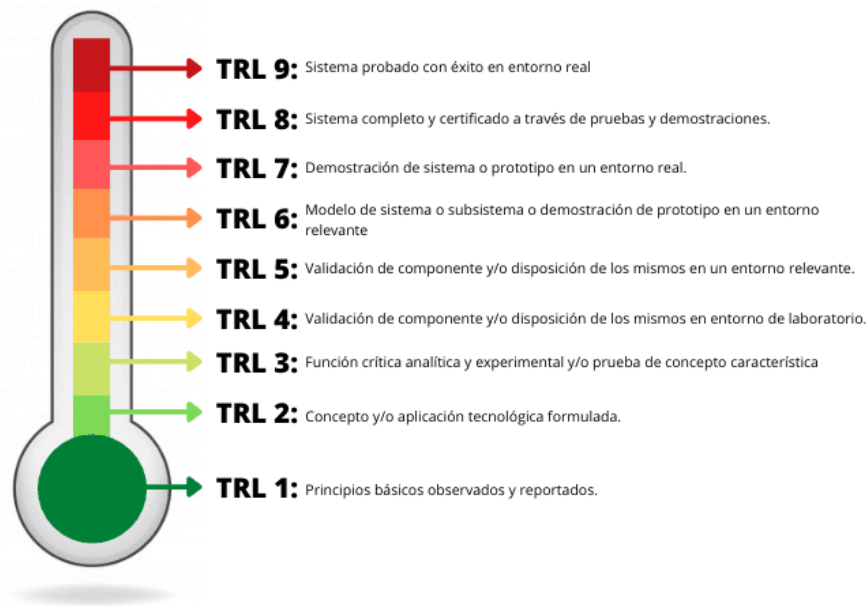 TRL 9: Sistema probado con éxito en entorno real
TRL 8: Sistema completo y certificado a través de pruebas y demostraciones.
TRL 7: Demostración de sistema o prototipo en un entorno real.
TRL 6: Modelo de sistema o subsistema o demostración de prototipo en un entorno
relevante
TRL 5: Validación de componente y/o disposición de los mismos en un entorno relevante.
TRL 4: Validación de componente y/o disposición de los mismos en entorno de laboratorio.
TRL 3: Función crítica analítica y experimental y/o prueba de concepto característica
TRL 2: Concepto y/o aplicación tecnológica formulada.
TRL 1: Principios básicos observados y reportados.